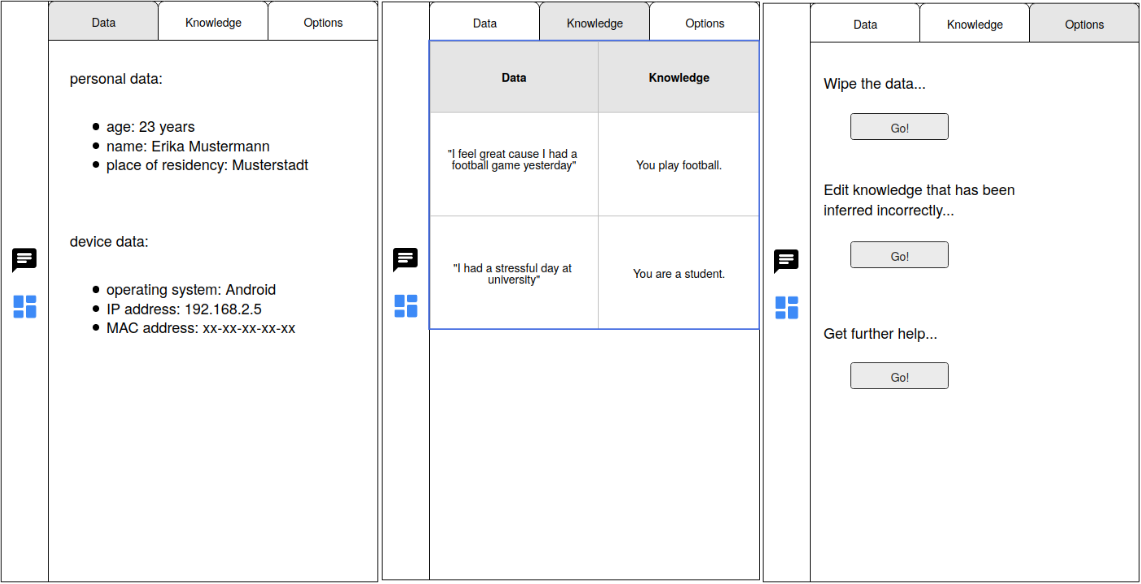 Data
Knowledge
Options
personal data:
age: 23 years
name: Erika Mustermann
place of residency: Musterstadt
device data:
operating system: Android
IP address: 192.168.2.5
MAC address: xx-xx-xx-xx-xx
Data
Knowledge
Options
Data
Knowledge
"I feel great cause I had a
football game yesterday"
You play football.
"I had a stressful day at
university"
You are a student.
Data
Knowledge
Options
Wipe the data...
Go!
Edit knowledge that has been
inferred incorrectly...
Go!
Get further help...
Go!